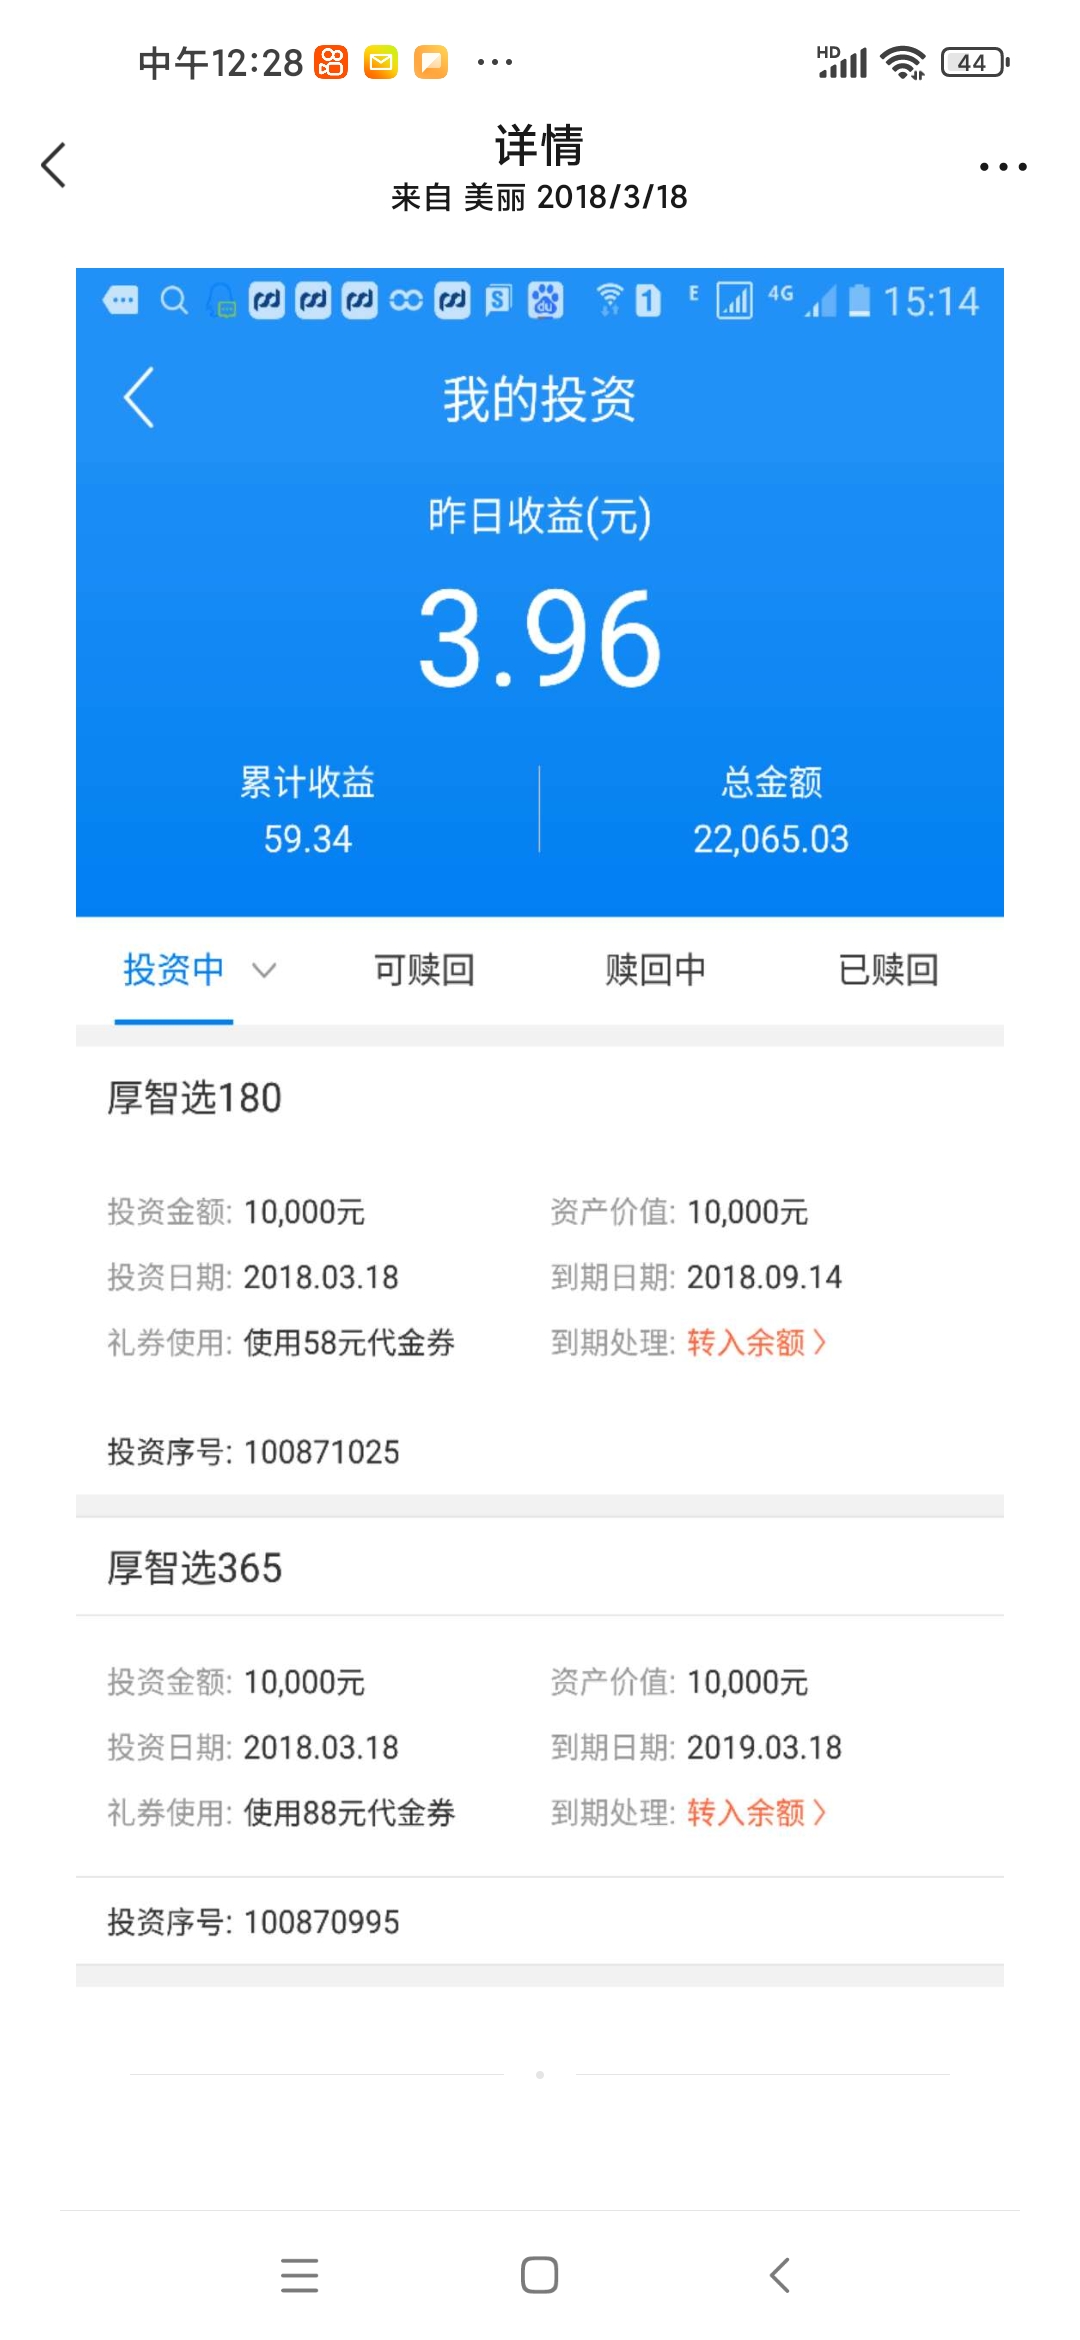 中午12:28
HD
44
详情
来自 美丽 2018/3/18
S
du
1
E
4G
15:14
我的投资
昨日收益(元)
3.96
累计收益
总金额
59.34
22,065.03
投资中 可赎回 赎回中 已赎回
厚智选180
投资金额: 10,000元 资产价值: 10,000元
投资日期: 2018.03.18 到期日期: 2018.09.14
礼券使用: 使用58元代金券 到期处理: 转入余额
投资序号: 100871025
厚智选365
投资金额: 10,000元 资产价值: 10,000元
投资日期: 2018.03.18 到期日期: 2019.03.18
礼券使用: 使用88元代金券 到期处理: 转入余额
投资序号: 100870995